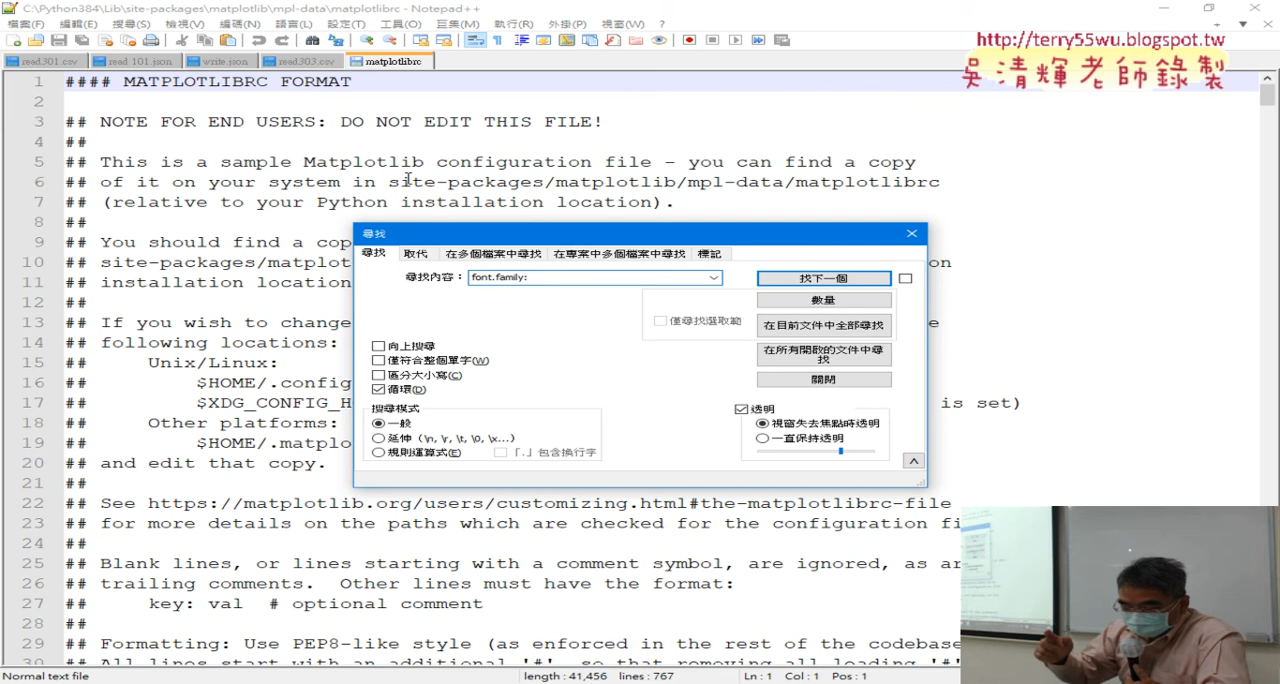 C:\Python384\Lib\site-packages\matplotlib\mpl-data\matplotlibrc - Notepad++
檔案(F) 編輯(E) 搜尋(S) 檢視(V) 編碼(N) 語言(L) 設定(T) 工具(O) 巨集(M) 執行(R) 外掛(P) 視窗(W) ?
http://terry55wu.blogspot.tw
吳清輝老師錄製
read301.csv read 101.json write.json read303.csv matplotlibrc
1 #### MATPLOTLIBRC FORMAT
2
3 ## NOTE FOR END USERS: DO NOT EDIT THIS FILE!
4 ##
5 ## This is a sample Matplotlib configuration file - you can find a copy
6 ## of it on your system in site-packages/matplotlib/mpl-data/matplotlibrc
7 ## (relative to your Python installation location).
8 ##
9 ## You should find a cop
10 ## site-packages/matplot on
11 ## installation location
12 ##
13 ## If you wish to change e
14 ## following locations:
15 ## Unix/Linux:
16 ## $HOME/.config
17 ## $XDG_CONFIG_H is set)
18 ## Other platforms:
19 ## $HOME/.matplo
20 ## and edit that copy.
21 ##
22 ## See https://matplotlib.org/users/customizing.html#the-matplotlibrc-file
23 ## for more details on the paths which are checked for the configuration fi
24 ##
25 ## Blank lines, or lines starting with a comment symbol, are ignored, as ar
26 ## trailing comments. Other lines must have the format:
27 ## key: val # optional comment
28 ##
29 ## Formatting: Use PEP8-like style (as enforced in the rest of the codebase
30 ## All lines start with an additional '#', so that removing all leading '#'
尋找
尋找 取代 在多個檔案中尋找 在專案中多個檔案中尋找 標記
尋找內容： font.family: 找下一個
數量
僅尋找選取範
在目前文件中全部尋找
在所有開啟的文件中尋找
關閉
向上搜尋
僅符合整個單字(W)
區分大小寫(C)
循環(D)
搜尋模式
一般
延伸 (\n, \r, \t, \0, \x...)
規則運算式(E) 「.」包含換行字
透明
視窗失去焦點時透明
一直保持透明
Normal text file length : 41,456 lines : 767 Ln : 1 Col : 1 Pos : 1